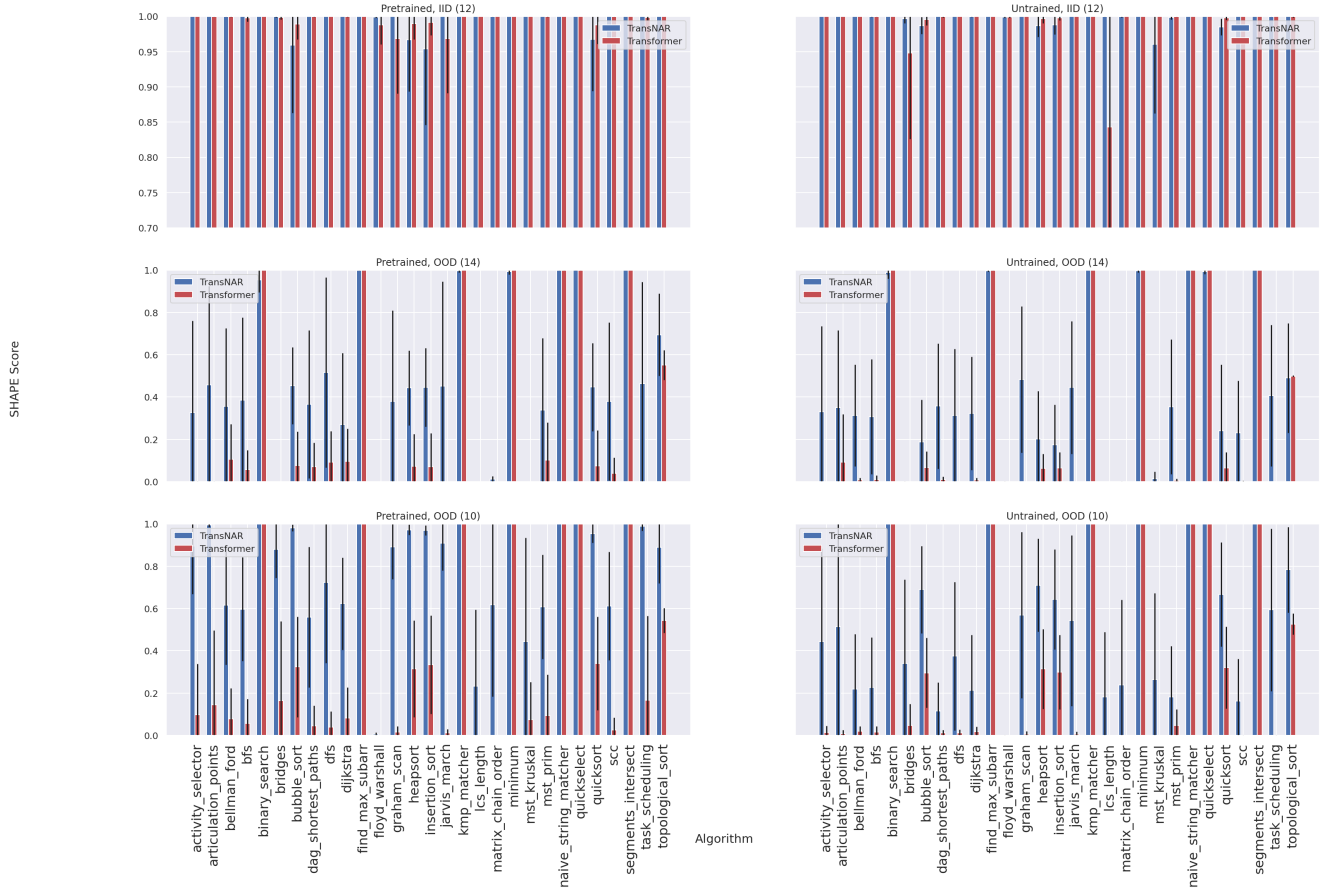 Pretrained, IID (12)
Untrained, IID (12)
1.00
0.95
0.90
0.85
0.80
0.75
0.70
TransNAR
Transformer
TransNAR
Transformer
Pretrained, OOD (14)
Untrained, OOD (14)
1.0
0.8
0.6
0.4
0.2
0.0
TransNAR
Transformer
TransNAR
Transformer
SHAPE Score
Pretrained, OOD (10)
Untrained, OOD (10)
1.0
0.8
0.6
0.4
0.2
0.0
TransNAR
Transformer
TransNAR
Transformer
activity_selector
articulation_points
bellman_ford
bfs
binary_search
bridges
bubble_sort
dag_shortest_paths
dfs
dijkstra
find_max_subarr
floyd_warshall
graham_scan
heapsort
insertion_sort
jarvis_march
kmp_matcher
lcs_length
matrix_chain_order
minimum
mst_kruskal
mst_prim
naive_string_matcher
quickselect
quicksort
scc
segments_intersect
task_scheduling
topological_sort
activity_selector
articulation_points
bellman_ford
bfs
binary_search
bridges
bubble_sort
dag_shortest_paths
dfs
dijkstra
find_max_subarr
floyd_warshall
graham_scan
heapsort
insertion_sort
jarvis_march
kmp_matcher
lcs_length
matrix_chain_order
minimum
mst_kruskal
mst_prim
naive_string_matcher
quickselect
quicksort
scc
segments_intersect
task_scheduling
topological_sort
Algorithm